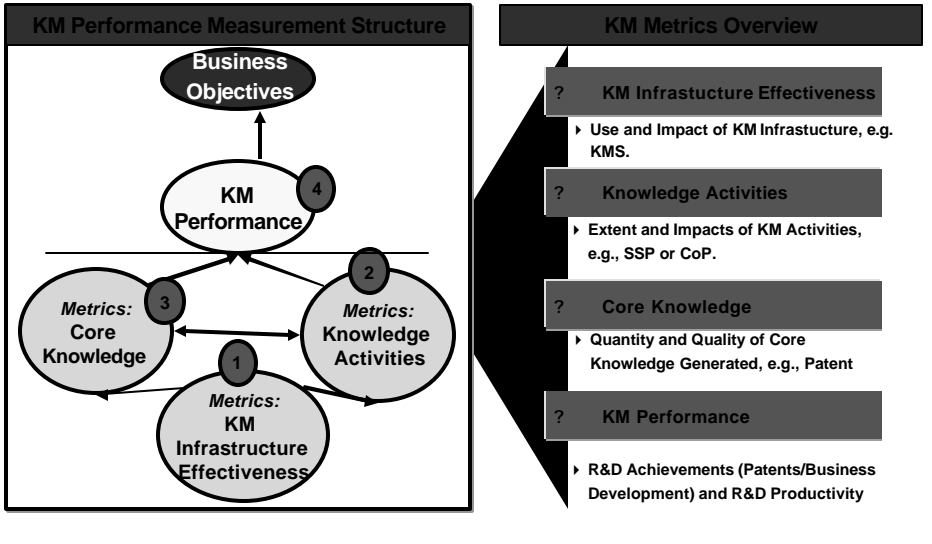 KM Performance Measurement Structure
Business
Objectives
KM
Performance
4
Metrics:
Core
Knowledge
3
Metrics:
Knowledge
Activities
2
1
Metrics:
KM
Infrastructure
Effectiveness
KM Metrics Overview
? KM Infrastucture Effectiveness
Use and Impact of KM Infrastucture, e.g.
KMS.
? Knowledge Activities
Extent and Impacts of KM Activities,
e.g., SSP or CoP.
? Core Knowledge
Quantity and Quality of Core
Knowledge Generated, e.g., Patent
? KM Performance
R&D Achievements (Patents/Business
Development) and R&D Productivity